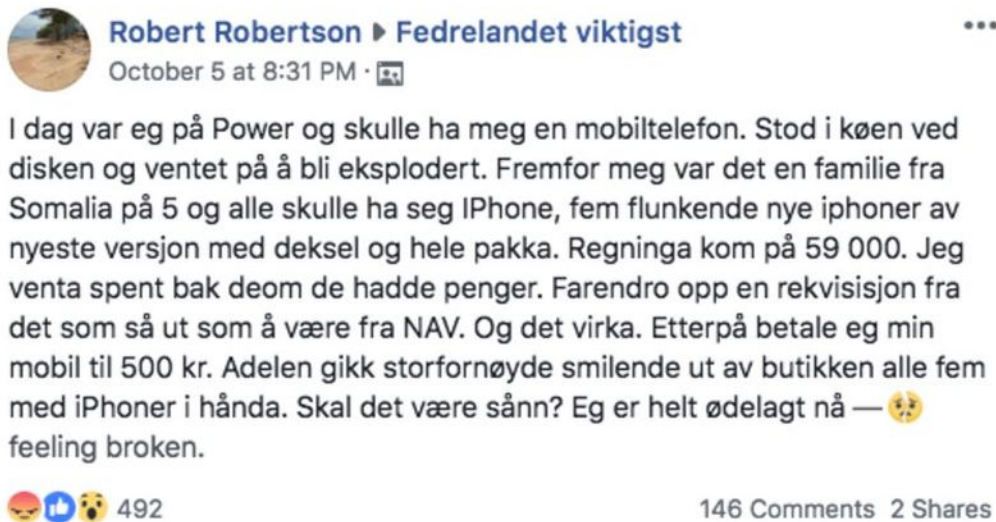 Robert Robertson ▸ Fedrelandet viktigst
October 5 at 8:31 PM ·
I dag var eg på Power og skulle ha meg en mobiltelefon. Stod i køen ved
disken og ventet på å bli eksplodert. Fremfor meg var det en familie fra
Somalia på 5 og alle skulle ha seg IPhone, fem flunkende nye iphoner av
nyeste versjon med deksel og hele pakka. Regninga kom på 59 000. Jeg
venta spent bak deom de hadde penger. Farendro opp en rekvisisjon fra
det som så ut som å være fra NAV. Og det virka. Etterpå betale eg min
mobil til 500 kr. Adelen gikk storfornøyde smilende ut av butikken alle fem
med iPhoner i hånda. Skal det være sånn? Eg er helt ødelagt nå —
feeling broken.
492 146 Comments 2 Shares